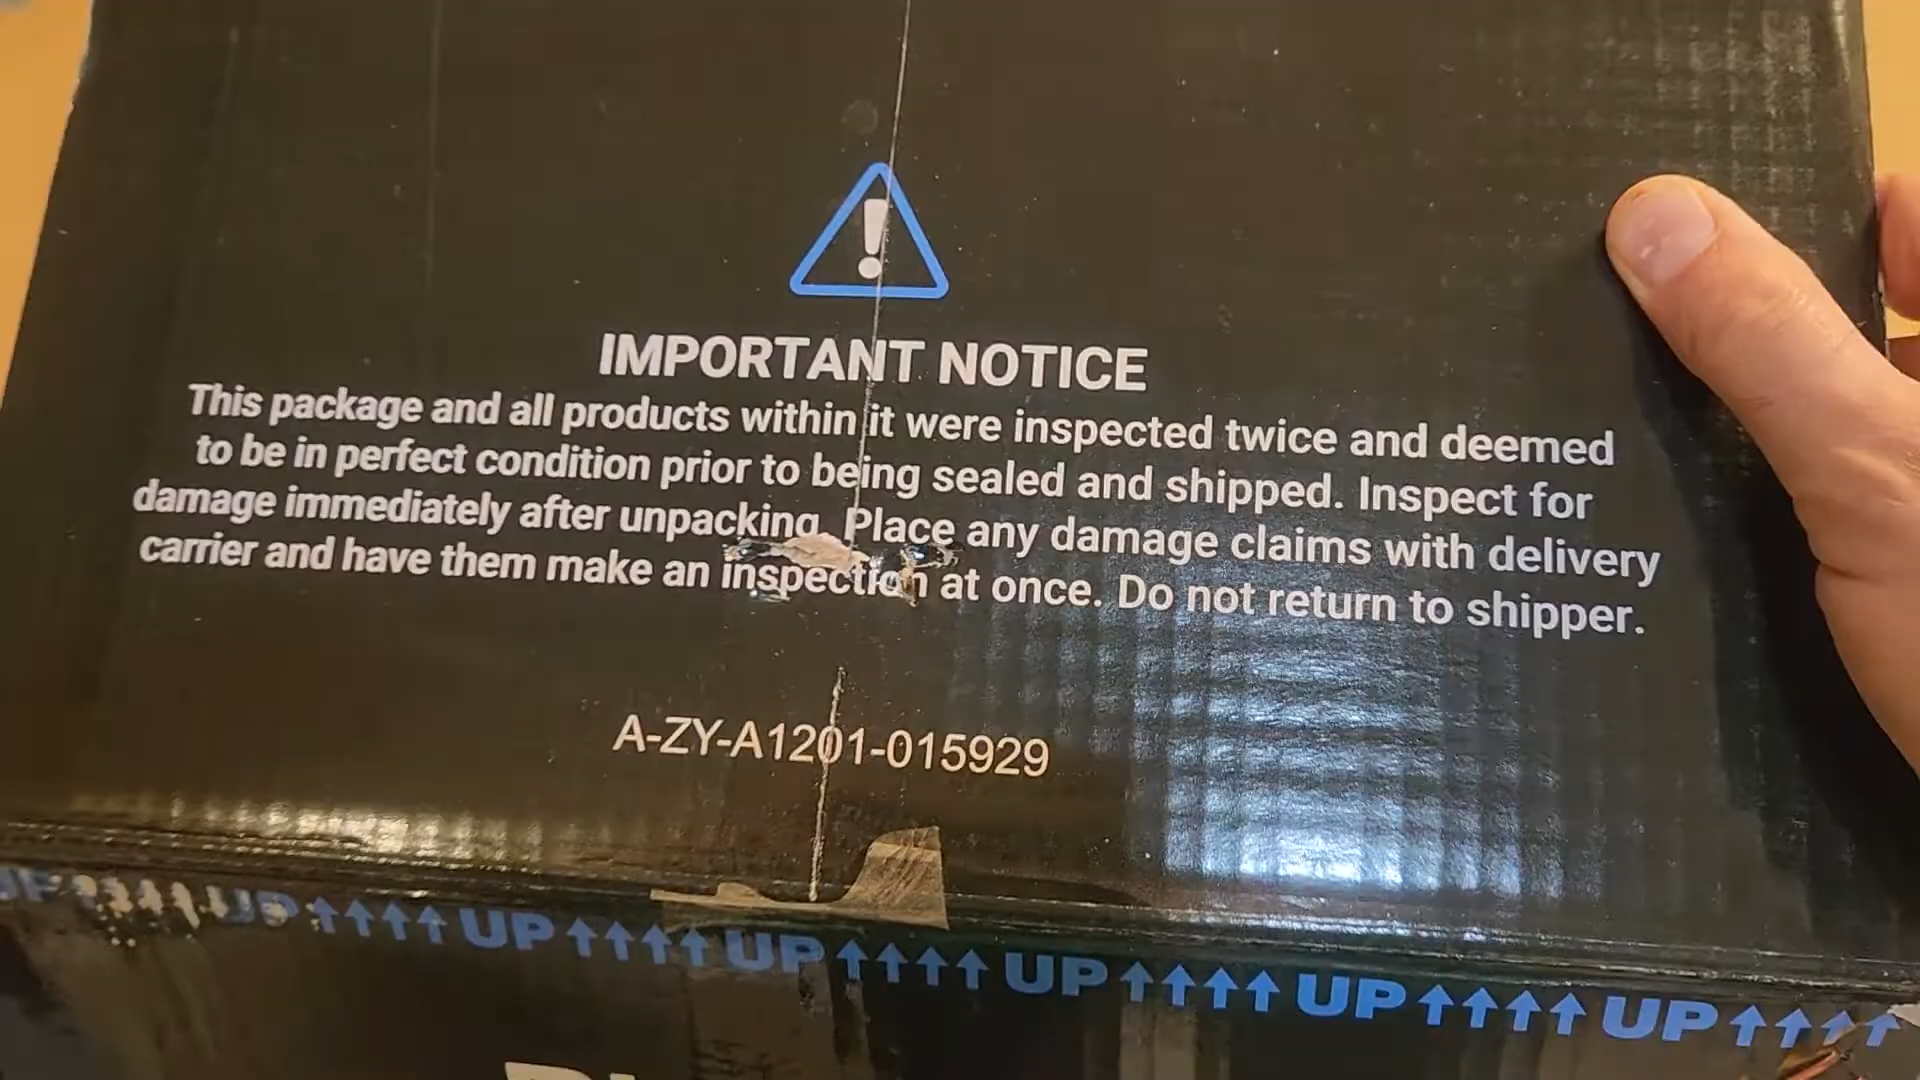 IMPORTANT NOTICE
This package and all products within it were inspected twice and deemed
to be in perfect condition prior to being sealed and shipped. Inspect for
damage immediately after unpacking. Place any damage claims with delivery
carrier and have them make an inspection at once. Do not return to shipper.
A-ZY-A1201-015929
UP ↑↑↑↑ UP ↑↑↑↑ UP ↑↑↑↑ UP ↑↑↑↑ UP ↑↑↑↑ UP ↑↑↑↑